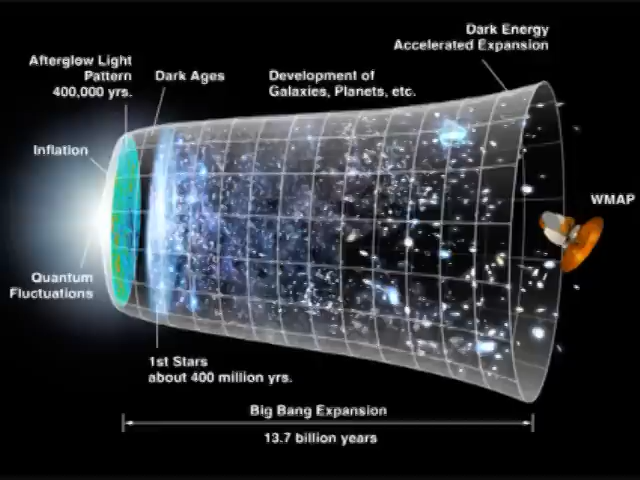 Dark Energy
Accelerated Expansion
Afterglow Light
Pattern
400,000 yrs.
Dark Ages
Development of
Galaxies, Planets, etc.
Inflation
WMAP
Quantum
Fluctuations
1st Stars
about 400 million yrs.
Big Bang Expansion
13.7 billion years